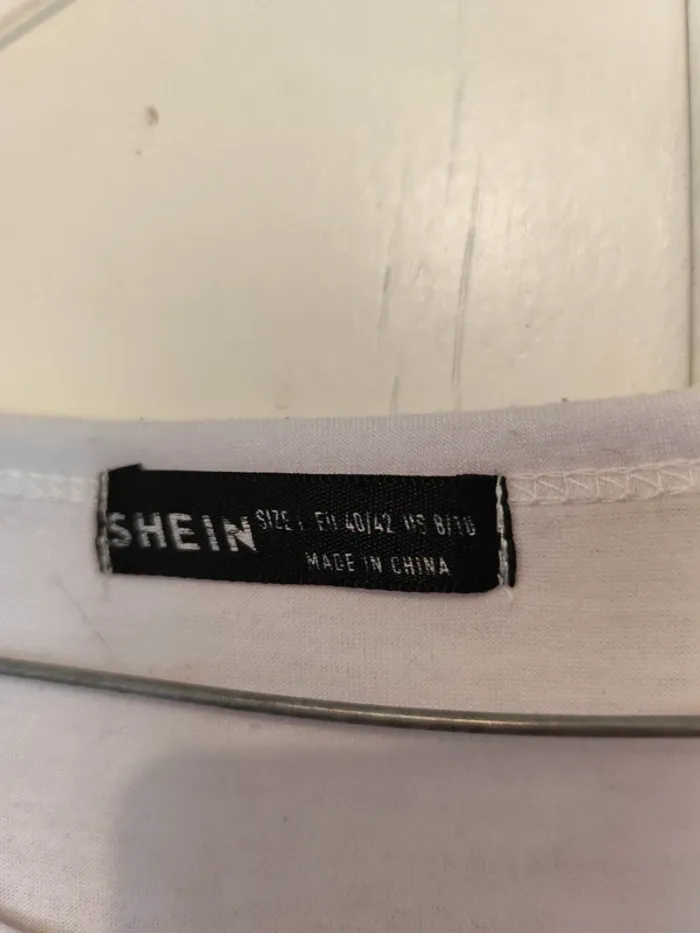 SHEIN
SIZE L EU 40/42 US 8/10
MADE IN CHINA